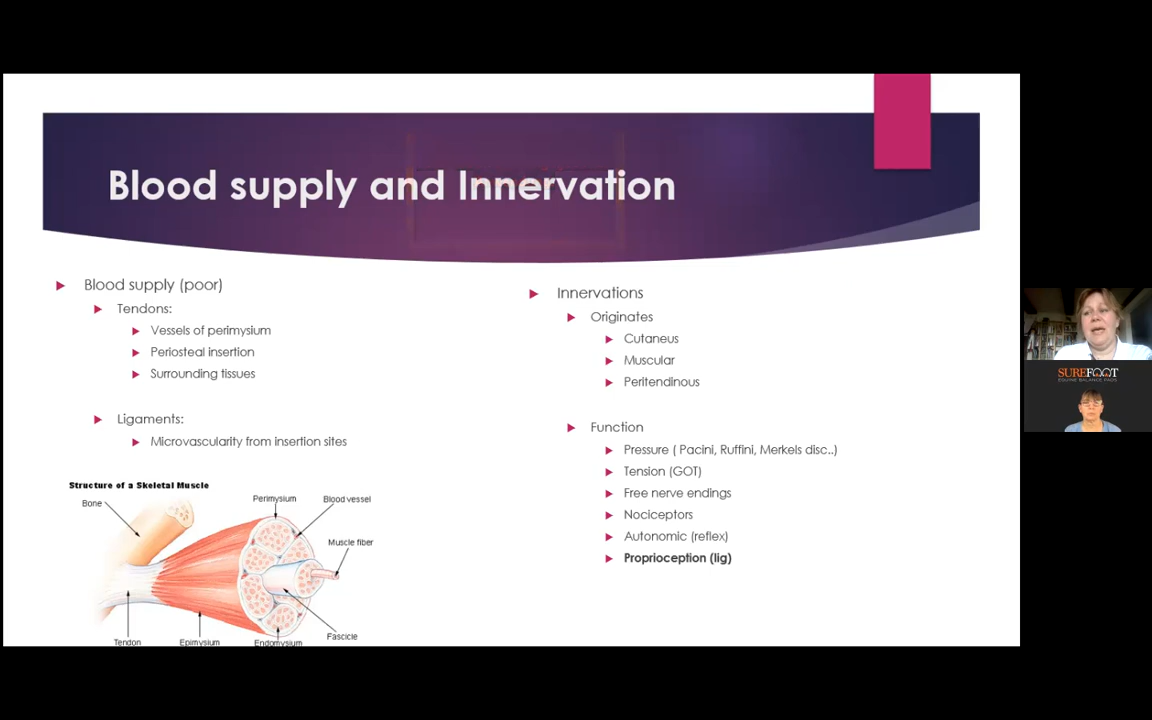 Blood supply and Innervation
Blood supply (poor)
Tendons:
Vessels of perimysium
Periosteal insertion
Surrounding tissues
Ligaments:
Microvascularity from insertion sites
Structure of a Skeletal Muscle
Bone
Perimysium
Blood vessel
Muscle fiber
Tendon
Epimysium
Endomysium
Fascicle
Innervations
Originates
Cutaneus
Muscular
Peritendinous
Function
Pressure ( Pacini, Ruffini, Merkels disc..)
Tension (GOT)
Free nerve endings
Nociceptors
Autonomic (reflex)
Proprioception (lig)
SUREFOOT
EQUINE BALANCE PADS